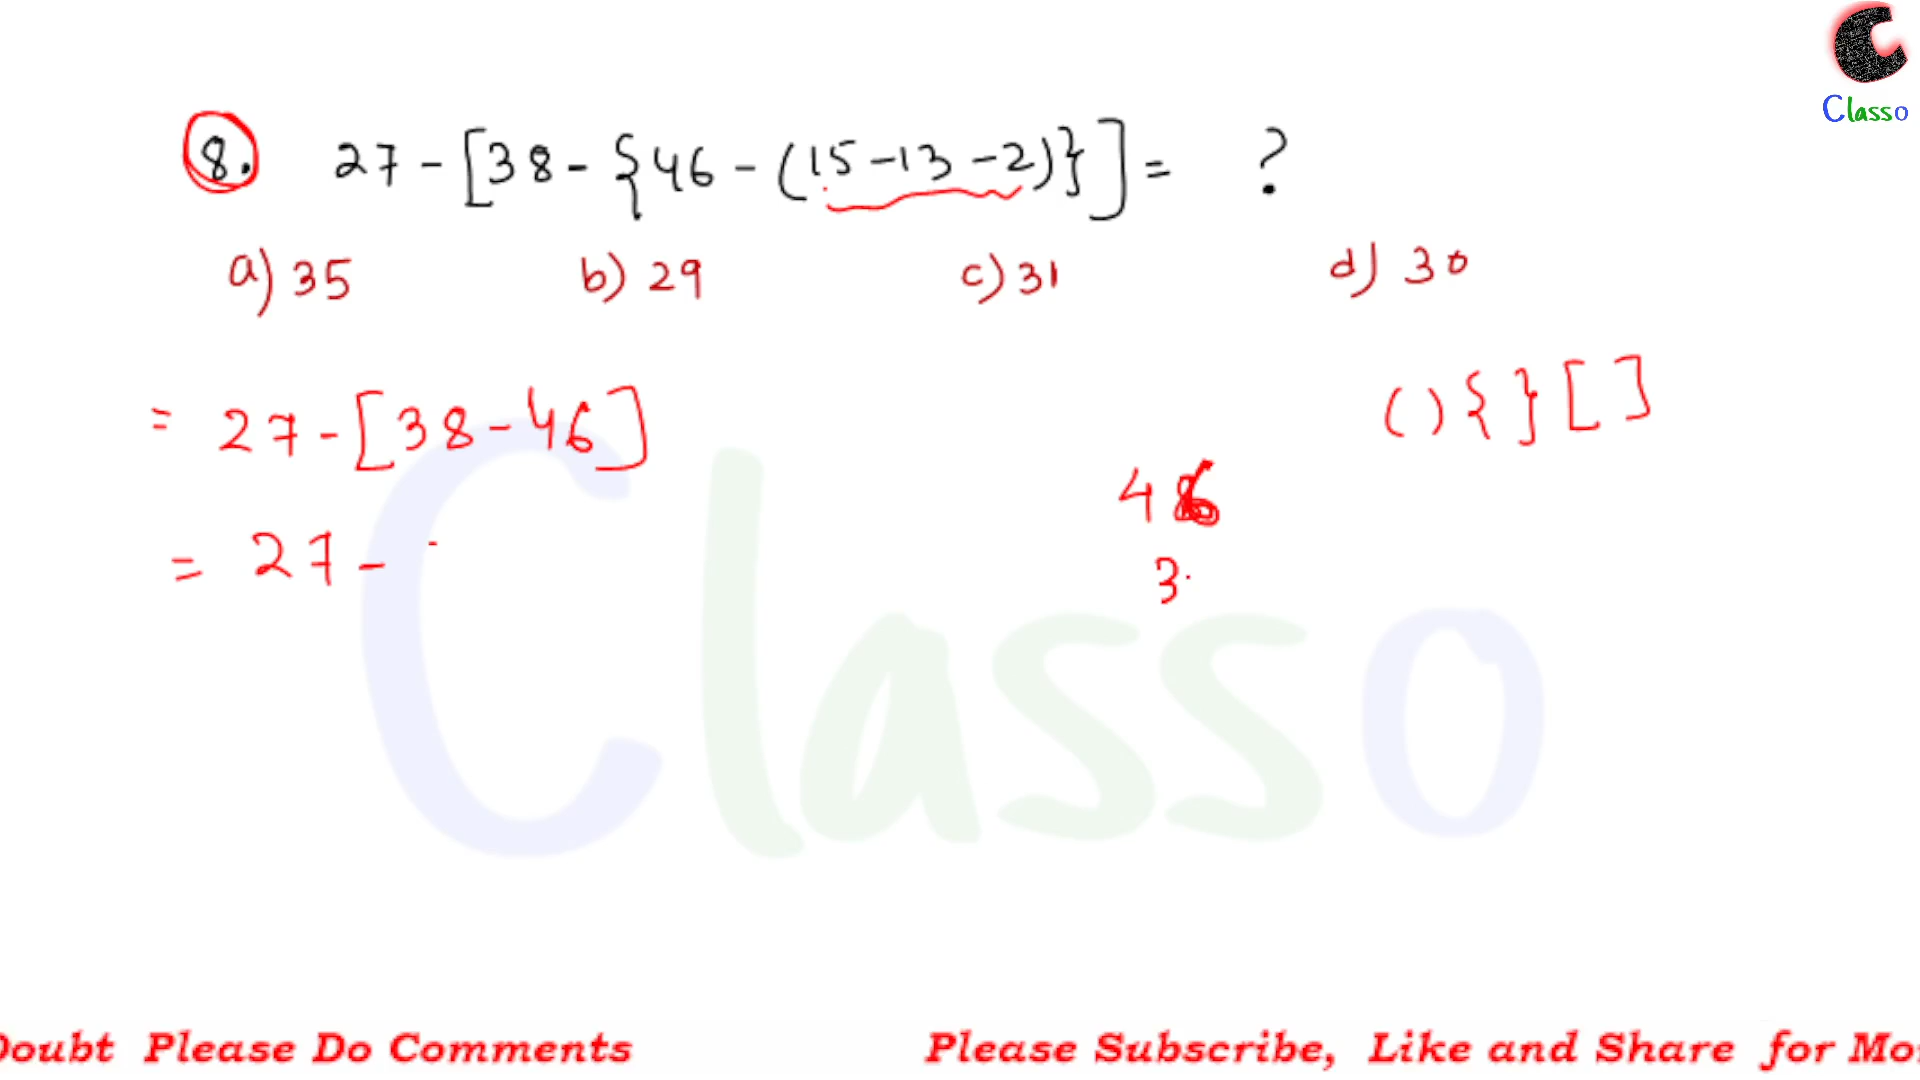 Classo
8. 27 - [38 - {46 - (15 - 13 - 2)}] = ?
a) 35 b) 29 c) 31 d) 30
= 27 - [38 - 46] () { } [ ]
46
= 27 - 3
Classo
Doubt Please Do Comments Please Subscribe, Like and Share for Mo